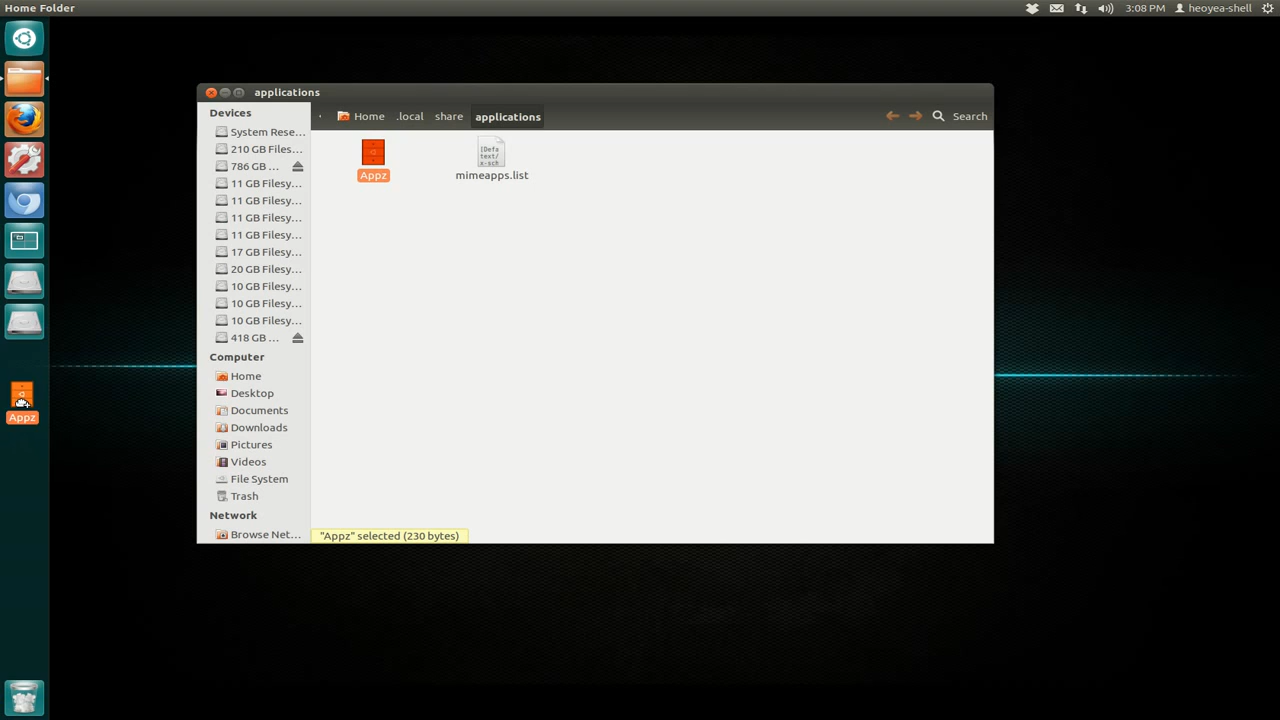 Home Folder
3:08 PM
heoyea-shell
applications
Devices
System Rese...
210 GB Files...
786 GB ...
11 GB Filesy...
11 GB Filesy...
11 GB Filesy...
11 GB Filesy...
17 GB Filesy...
20 GB Filesy...
10 GB Filesy...
10 GB Filesy...
10 GB Filesy...
418 GB ...
Computer
Home
Desktop
Documents
Downloads
Pictures
Videos
File System
Trash
Network
Browse Net...
Home
.local
share
applications
Search
Appz
[Defa
text/
x-sch
mimeapps.list
"Appz" selected (230 bytes)
Appz